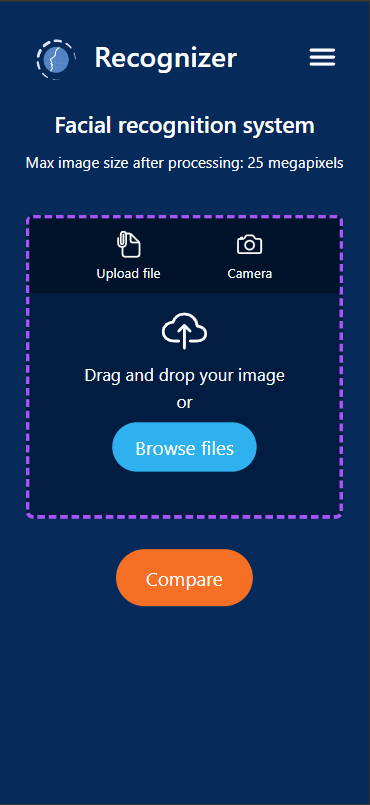 Recognizer
Facial recognition system
Max image size after processing: 25 megapixels
Upload file
Camera
Drag and drop your image
or
Browse files
Compare